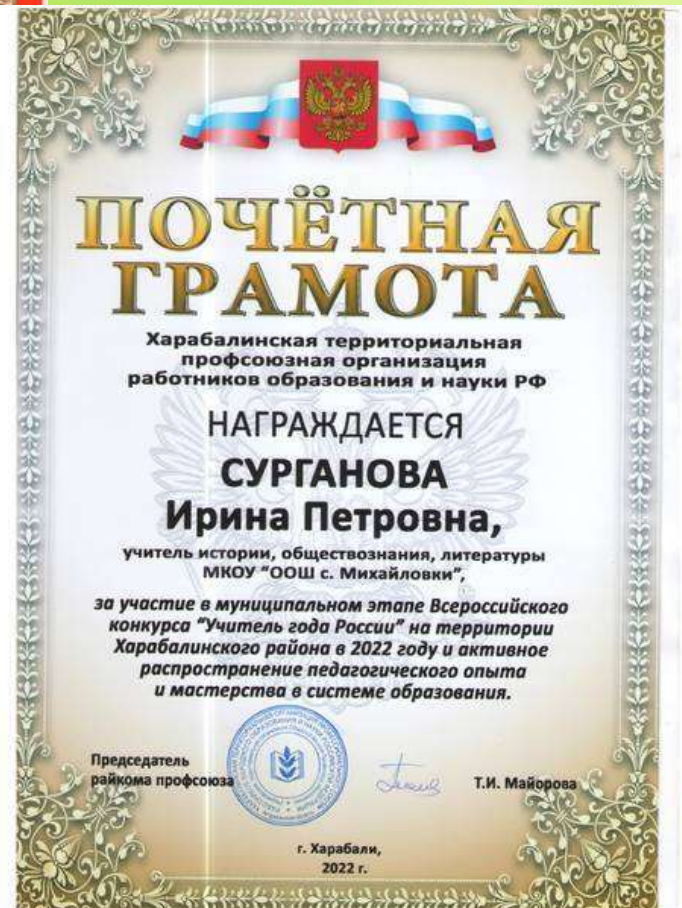 ПОЧЁТНАЯ
ГРАМОТА
Харабалинская территориальная
профсоюзная организация
работников образования и науки РФ
НАГРАЖДАЕТСЯ
СУРГАНОВА
Ирина Петровна,
учитель истории, обществознания, литературы
МКОУ "ООШ с. Михайловки",
за участие в муниципальном этапе Всероссийского
конкурса "Учитель года России" на территории
Харабалинского района в 2022 году и активное
распространение педагогического опыта
и мастерства в системе образования.
Председатель
райкома профсоюза
Т.И. Майорова
г. Харабали,
2022 г.